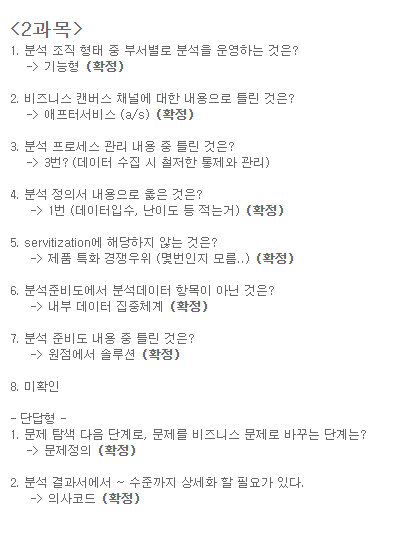 <2과목>
1. 분석 조직 형태 중 부서별로 분석을 운영하는 것은?
-> 기능형 (확정)
2. 비즈니스 캔버스 채널에 대한 내용으로 틀린 것은?
-> 애프터서비스 (a/s) (확정)
3. 분석 프로세스 관리 내용 중 틀린 것은?
-> 3번? (데이터 수집 시 철저한 통제와 관리)
4. 분석 정의서 내용으로 옳은 것은?
-> 1번 (데이터입수, 난이도 등 적는거) (확정)
5. servitization에 해당하지 않는 것은?
-> 제품 특화 경쟁우위 (몇번인지 모름..) (확정)
6. 분석준비도에서 분석데이터 항목이 아닌 것은?
-> 내부 데이터 집중체계 (확정)
7. 분석 준비도 내용 중 틀린 것은?
-> 원점에서 솔루션 (확정)
8. 미확인
- 단답형 -
1. 문제 탐색 다음 단계로, 문제를 비즈니스 문제로 바꾸는 단계는?
-> 문제정의 (확정)
2. 분석 결과서에서 ~ 수준까지 상세화 할 필요가 있다.
-> 의사코드 (확정)